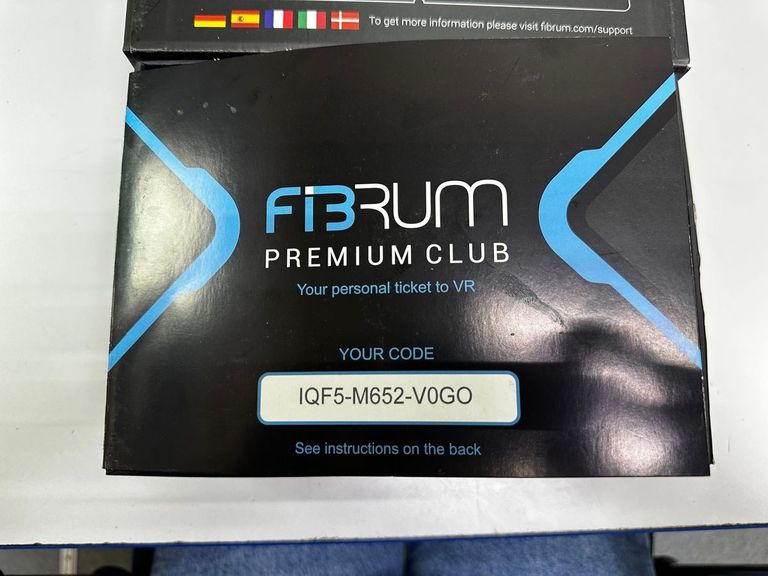 To get more information please visit fibrum.com/support
FIBRUM
PREMIUM CLUB
Your personal ticket to VR
YOUR CODE
IQF5-M652-V0GO
See instructions on the back